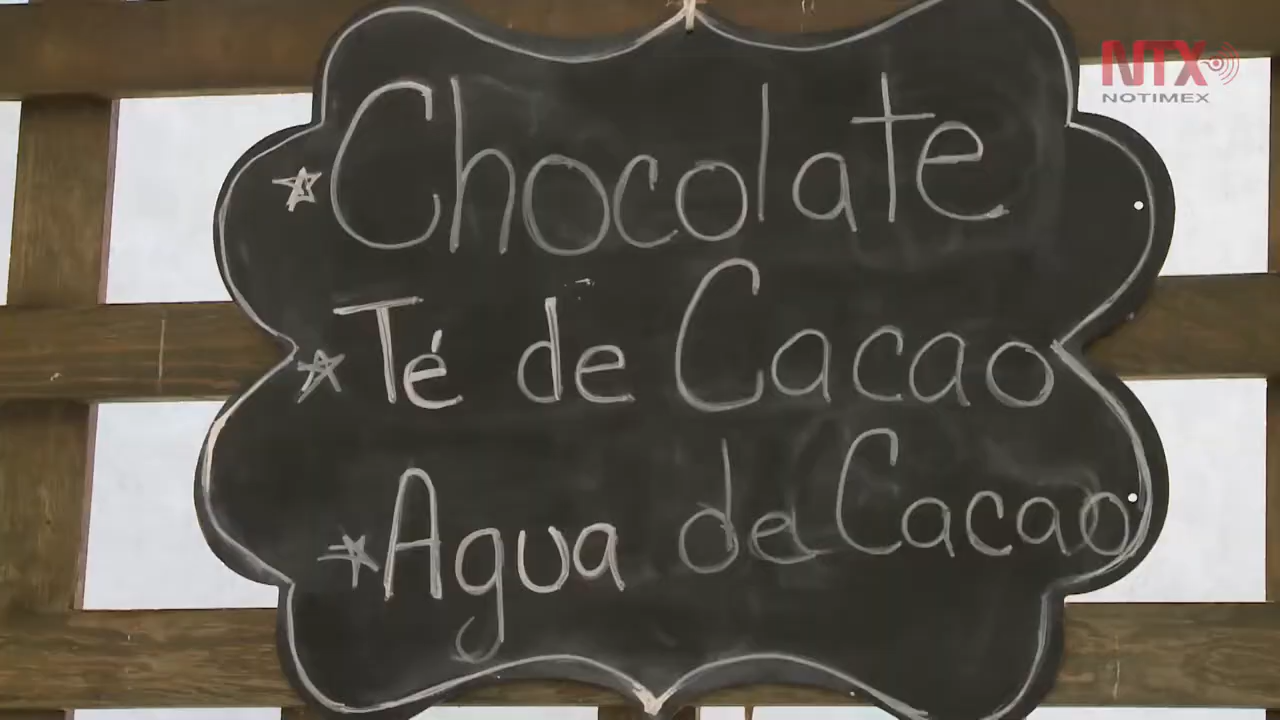 NTX
NOTIMEX
Chocolate
Té de Cacao
Agua de Cacao